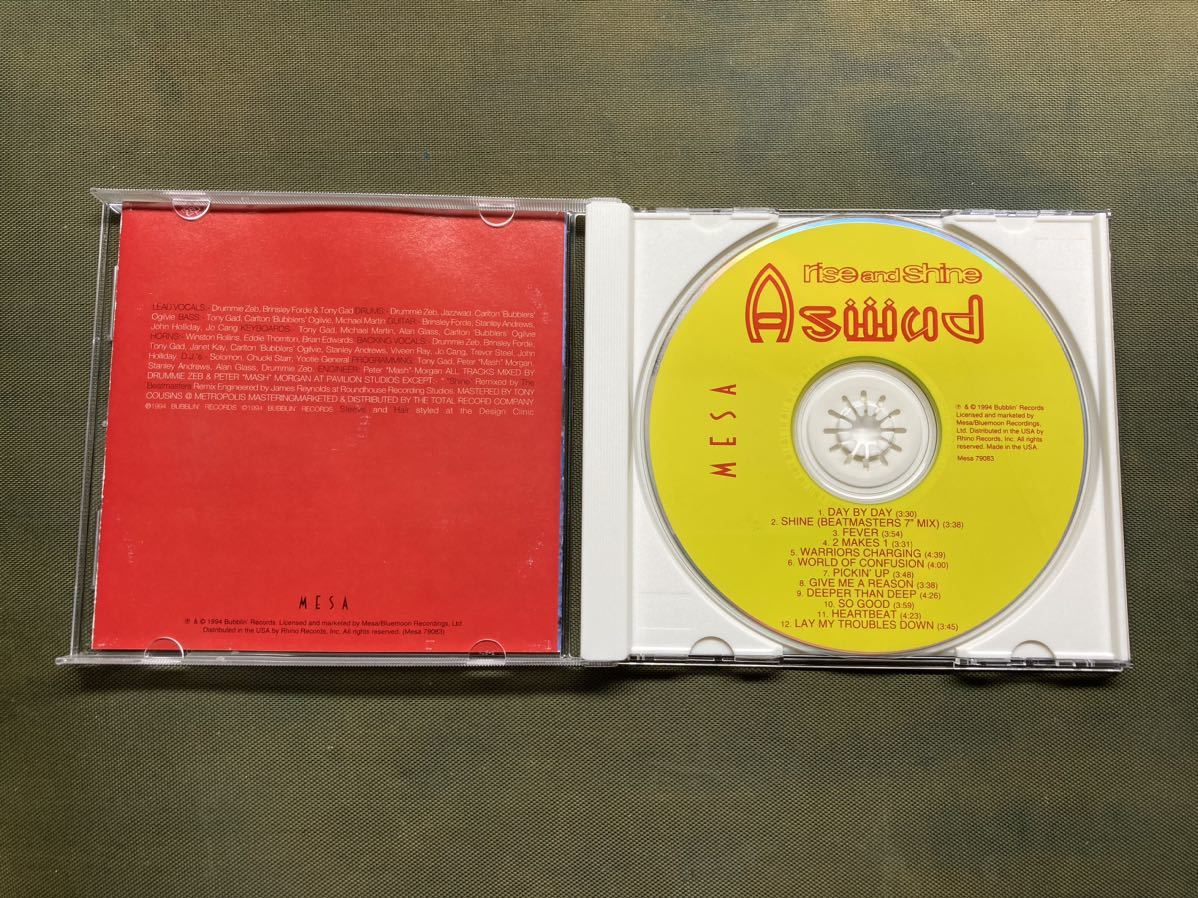 LEAD VOCALS - Drummie Zeb, Brinsley Forde & Tony Gad DRUMS - Drummie Zeb, Jazzwad, Carlton 'Bubblers'
Ogilvie BASS - Tony Gad, Carlton 'Bubblers' Ogilvie, Michael Martin GUITAR - Brinsley Forde, Stanley Andrews,
John Holliday, Jo Cang KEYBOARDS - Tony Gad, Michael Martin, Alan Glass, Carlton 'Bubblers' Ogilvie
HORNS - Winston Rollins, Eddie Thornton, Brian Edwards. BACKING VOCALS - Drummie Zeb, Brinsley Forde,
Tony Gad, Janet Kay, Carlton 'Bubblers' Ogilvie, Stanley Andrews, Viveen Ray, Jo Cang, Trevor Steel, John
Holliday. D.J.'s - Solomon, Chucki Starr, Yootie General PROGRAMMING - Tony Gad, Peter "Mash" Morgan,
Stanley Andrews, Alan Glass, Drummie Zeb. ENGINEER: Peter "Mash"- Morgan ALL TRACKS MIXED BY
DRUMMIE ZEB & PETER "MASH" MORGAN AT PAVILION STUDIOS EXCEPT:- * "Shine" Remixed by The
Beatmasters Remix Engineered by James Reynolds at Roundhouse Recording Studios. MASTERED BY TONY
COUSINS @ METROPOLIS MASTERINGMARKETED & DISTRIBUTED BY THE TOTAL RECORD COMPANY
℗1994 BUBBLIN' RECORDS ©1994 BUBBLIN' RECORDS Sleeve and Hair styled at the Design Clinic
MESA
℗ & © 1994 Bubblin' Records. Licensed and marketed by Mesa/Bluemoon Recordings, Ltd.
Distributed in the USA by Rhino Records, Inc. All rights reserved. (Mesa 79083)
rise and shine
Aswad
MESA
℗ & © 1994 Bubblin' Records
Licensed and marketed by
Mesa/Bluemoon Recordings,
Ltd. Distributed in the USA by
Rhino Records, Inc. All rights
reserved. Made in the USA.
Mesa 79083
1. DAY BY DAY (3:30)
2. SHINE (BEATMASTERS 7" MIX) (3:38)
3. FEVER (3:54)
4. 2 MAKES 1 (3:31)
5. WARRIORS CHARGING (4:39)
6. WORLD OF CONFUSION (4:00)
7. PICKIN' UP (3:48)
8. GIVE ME A REASON (3:38)
9. DEEPER THAN DEEP (4:26)
10. SO GOOD (3:59)
11. HEARTBEAT (4:23)
12. LAY MY TROUBLES DOWN (3:45)